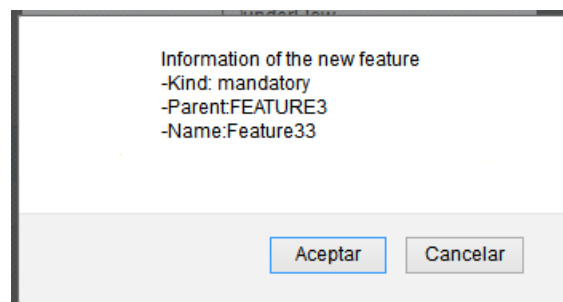 Information of the new feature
-Kind: mandatory
-Parent:FEATURE3
-Name:Feature33
Aceptar Cancelar